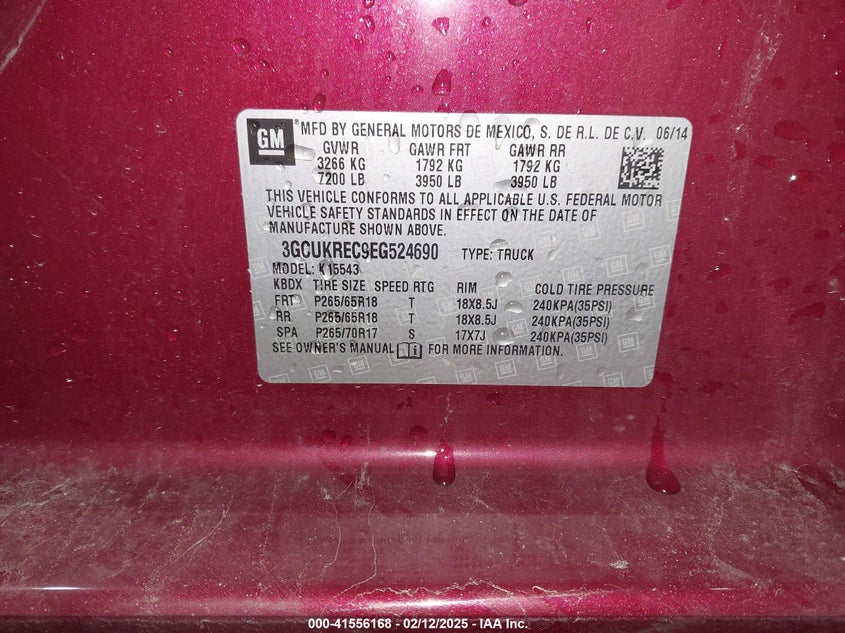 GM ®MFD BY GENERAL MOTORS DE MEXICO, S. DE R.L. DE C.V. 06/14
GVWR GAWR FRT GAWR RR
3266 KG 1792 KG 1792 KG
7200 LB 3950 LB 3950 LB
THIS VEHICLE CONFORMS TO ALL APPLICABLE U.S. FEDERAL MOTOR
VEHICLE SAFETY STANDARDS IN EFFECT ON THE DATE OF
MANUFACTURE SHOWN ABOVE.
3GCUKREC9EG524690 TYPE: TRUCK
MODEL: K15543
KBDX TIRE SIZE SPEED RTG RIM COLD TIRE PRESSURE
FRT P265/65R18 T 18X8.5J 240KPA(35PSI)
RR P265/65R18 T 18X8.5J 240KPA(35PSI)
SPA P265/70R17 S 17X7J 240KPA(35PSI)
SEE OWNER'S MANUAL FOR MORE INFORMATION.
000-41556168 — 02/12/2025 — IAA Inc.